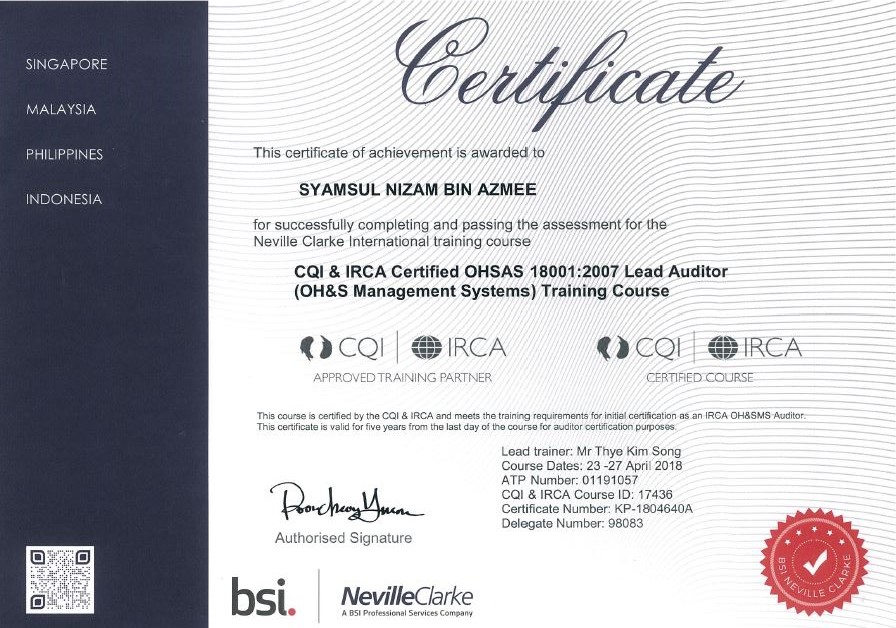 SINGAPORE
MALAYSIA
PHILIPPINES
INDONESIA
Certificate
This certificate of achievement is awarded to
SYAMSUL NIZAM BIN AZMEE
for successfully completing and passing the assessment for the
Neville Clarke International training course
CQI & IRCA Certified OHSAS 18001:2007 Lead Auditor
(OH&S Management Systems) Training Course
CQI | IRCA
APPROVED TRAINING PARTNER
CQI | IRCA
CERTIFIED COURSE
This course is certified by the CQI & IRCA and meets the training requirements for initial certification as an IRCA OH&SMS Auditor.
This certificate is valid for five years from the last day of the course for auditor certification purposes.
Lead trainer: Mr Thye Kim Song
Course Dates: 23 -27 April 2018
ATP Number: 01191057
CQI & IRCA Course ID: 17436
Certificate Number: KP-1804640A
Delegate Number: 98083
Authorised Signature
bsi.
NevilleClarke
A BSI Professional Services Company
BSI NEVILLE CLARKE